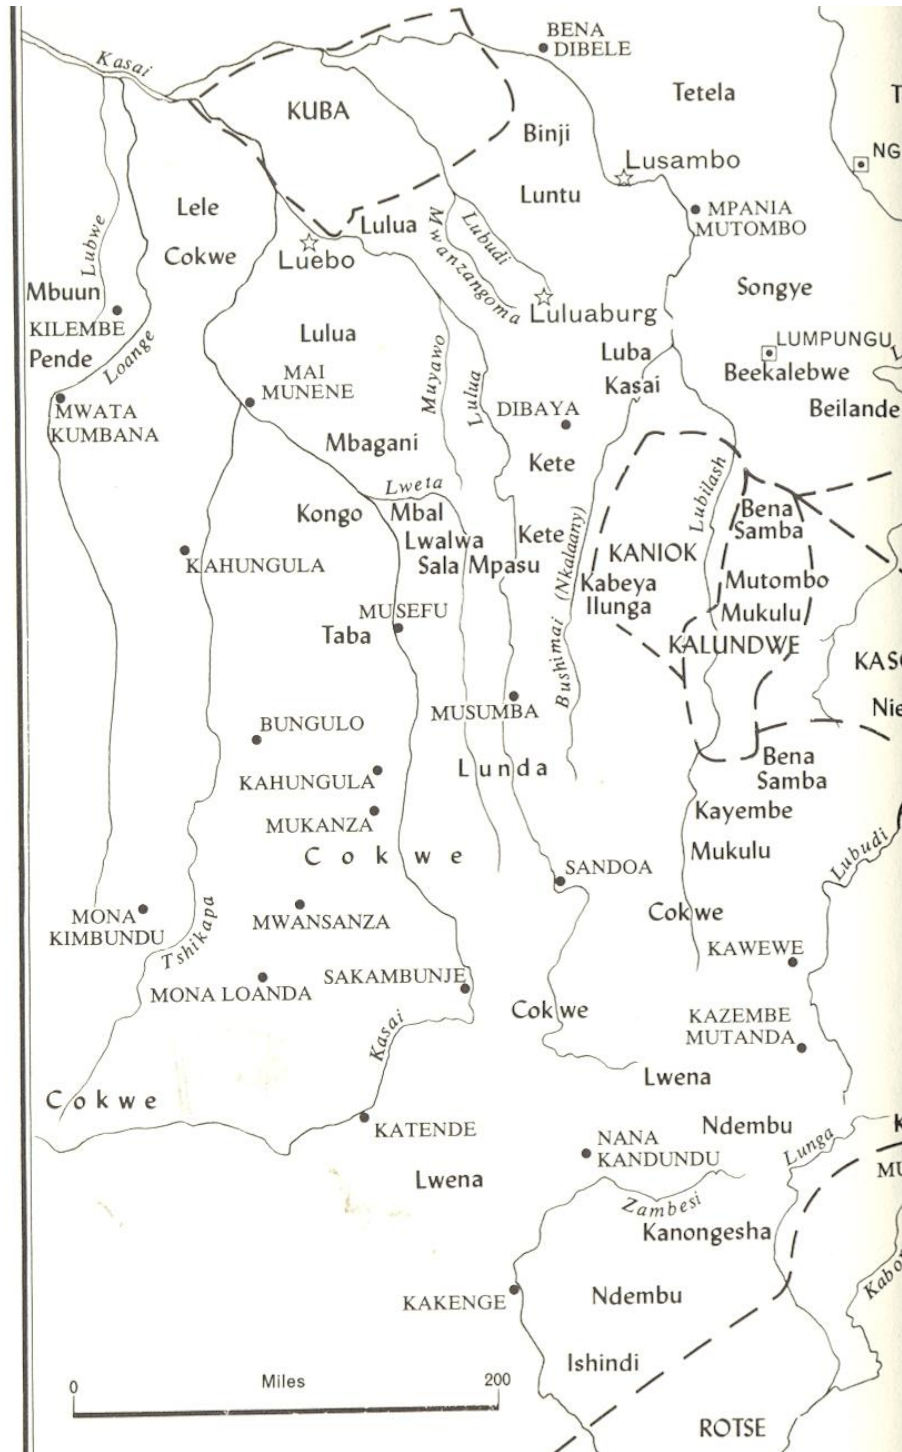 BENA
DIBELE
Kasai
Tetela
KUBA
Binji
NG
Lusambo
Luntu
Lele
MPANIA
MUTOMBO
Lulua
Lubudi
Mwanzangoma
Lubwe
Cokwe
Luebo
Mbuun
Songye
KILEMBE
Luluaburg
Pende
Loange
Lulua
Muyawo
Lulua
Luba
Kasai
LUMPUNGU
Beekalebwe
MAI
MUNENE
MWATA
KUMBANA
DIBAYA
Beilande
Mbagani
Kete
Lubilash
Lweta
Kongo
Mbal
Bena
Samba
Lwalwa
Kete
KANIOK
Sala Mpasu
KAHUNGULA
Kabeya
Ilunga
Mutombo
Mukulu
Bushimai (Nkalaany)
MUSEFU
Taba
KALUNDWE
MUSUMBA
BUNGULO
Lunda
Bena
Samba
KAHUNGULA
MUKANZA
Kayembe
Mukulu
Cokwe
Lubudi
SANDOA
MONA
KIMBUNDU
MWANSANZA
Cokwe
Tshikapa
KAWEWE
MONA LOANDA
SAKAMBUNJE
Cokwe
KAZEMBE
MUTANDA
Kasai
Lwena
Cokwe
KATENDE
Ndembu
NANA
KANDUNDU
Lunga
Lwena
Zambesi
Kanongesha
KAKENGE
Ndembu
Ishindi
Miles
0 200
ROTSE